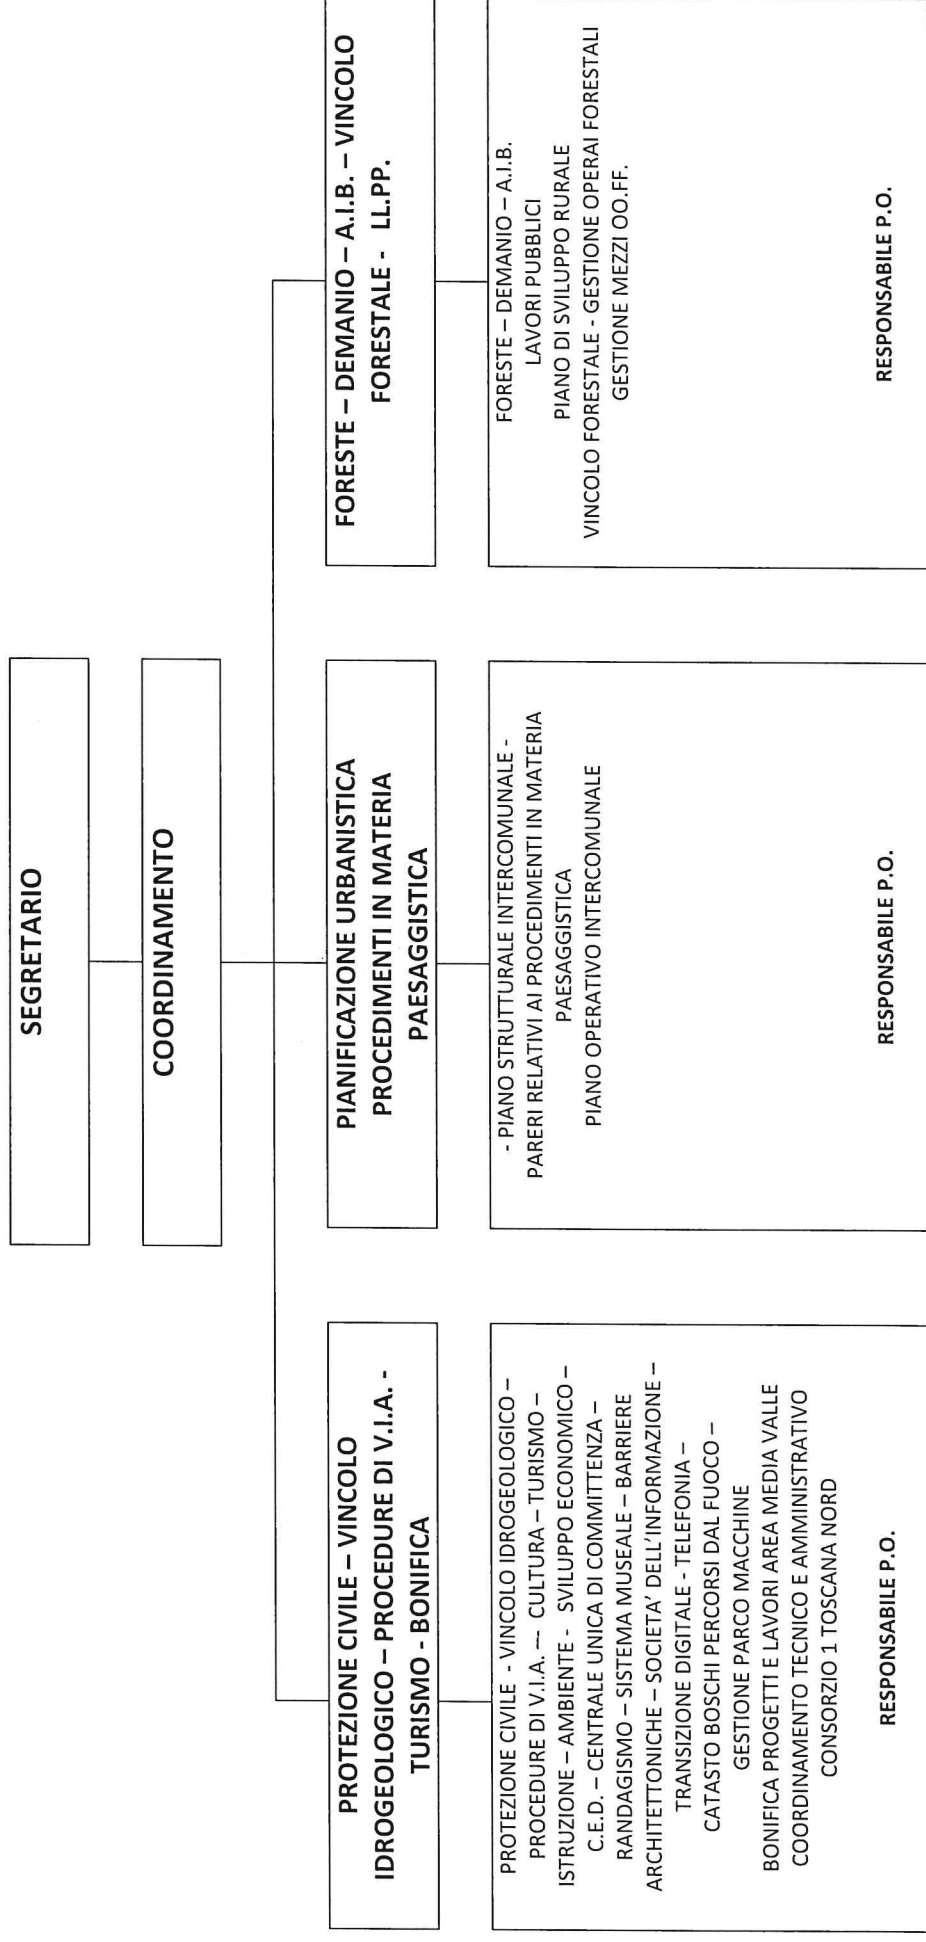 SEGRETARIO
COORDINAMENTO
PROTEZIONE CIVILE – VINCOLO
IDROGEOLOGICO – PROCEDURE DI V.I.A. -
TURISMO - BONIFICA
PIANIFICAZIONE URBANISTICA
PROCEDIMENTI IN MATERIA
PAESAGGISTICA
FORESTE – DEMANIO – A.I.B. – VINCOLO
FORESTALE - LL.PP.
PROTEZIONE CIVILE - VINCOLO IDROGEOLOGICO –
PROCEDURE DI V.I.A. –- CULTURA – TURISMO –
ISTRUZIONE – AMBIENTE - SVILUPPO ECONOMICO –
C.E.D. – CENTRALE UNICA DI COMMITTENZA –
RANDAGISMO – SISTEMA MUSEALE – BARRIERE
ARCHITETTONICHE – SOCIETA' DELL'INFORMAZIONE –
TRANSIZIONE DIGITALE - TELEFONIA –
CATASTO BOSCHI PERCORSI DAL FUOCO –
GESTIONE PARCO MACCHINE
BONIFICA PROGETTI E LAVORI AREA MEDIA VALLE
COORDINAMENTO TECNICO E AMMINISTRATIVO
CONSORZIO 1 TOSCANA NORD
RESPONSABILE P.O.
- PIANO STRUTTURALE INTERCOMUNALE -
PARERI RELATIVI AI PROCEDIMENTI IN MATERIA
PAESAGGISTICA
PIANO OPERATIVO INTERCOMUNALE
RESPONSABILE P.O.
FORESTE – DEMANIO – A.I.B.
LAVORI PUBBLICI
PIANO DI SVILUPPO RURALE
VINCOLO FORESTALE - GESTIONE OPERAI FORESTALI
GESTIONE MEZZI OO.FF.
RESPONSABILE P.O.